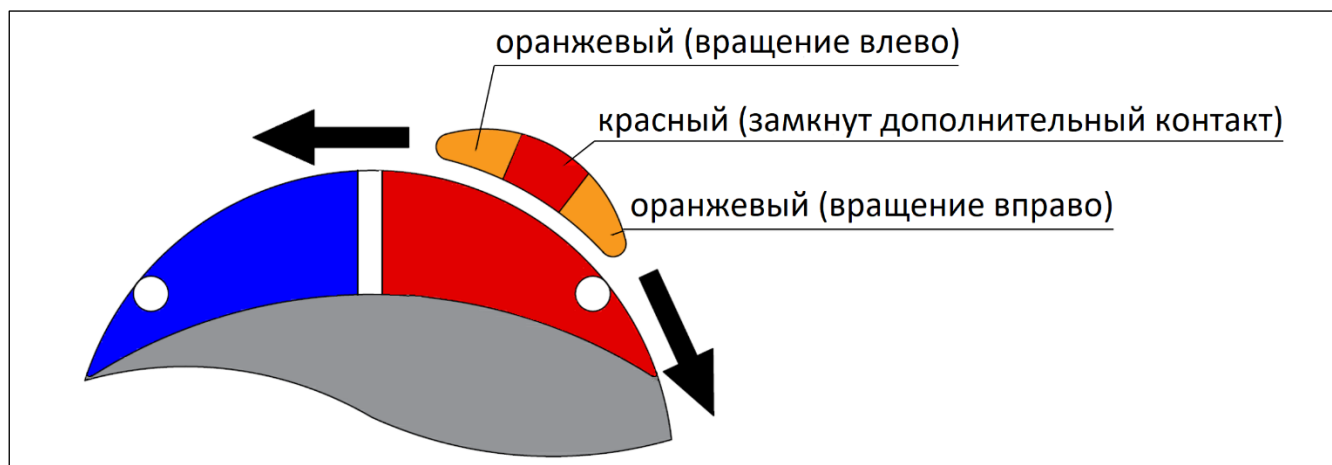 оранжевый (вращение влево)
красный (замкнут дополнительный контакт)
оранжевый (вращение вправо)